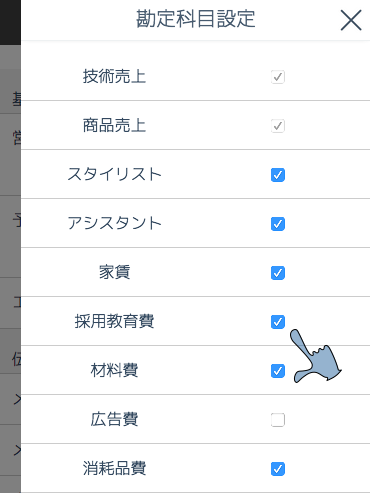 勘定科目設定
技術売上
商品売上
スタイリスト
アシスタント
家賃
採用教育費
材料費
広告費
消耗品費